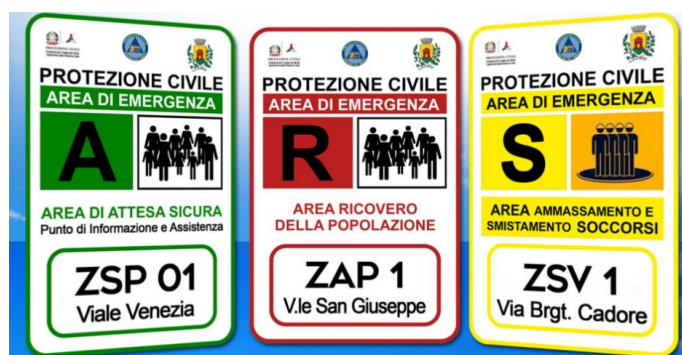 PROTEZIONE CIVILE
AREA DI EMERGENZA
A
AREA DI ATTESA SICURA
Punto di Informazione e Assistenza
ZSP 01
Viale Venezia
PROTEZIONE CIVILE
AREA DI EMERGENZA
R
AREA RICOVERO
DELLA POPOLAZIONE
ZAP 1
V.le San Giuseppe
PROTEZIONE CIVILE
AREA DI EMERGENZA
S
AREA AMMASSAMENTO E
SMISTAMENTO SOCCORSI
ZSV 1
Via Brgt. Cadore